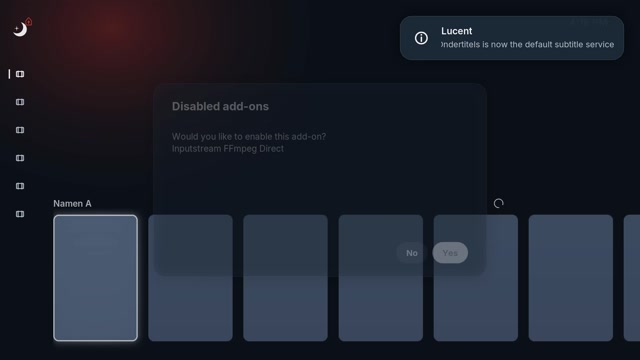 Lucent
Ondertitels is now the default subtitle service
Disabled add-ons
Would you like to enable this add-on?
Inputstream FFmpeg Direct
Namen A
No
Yes